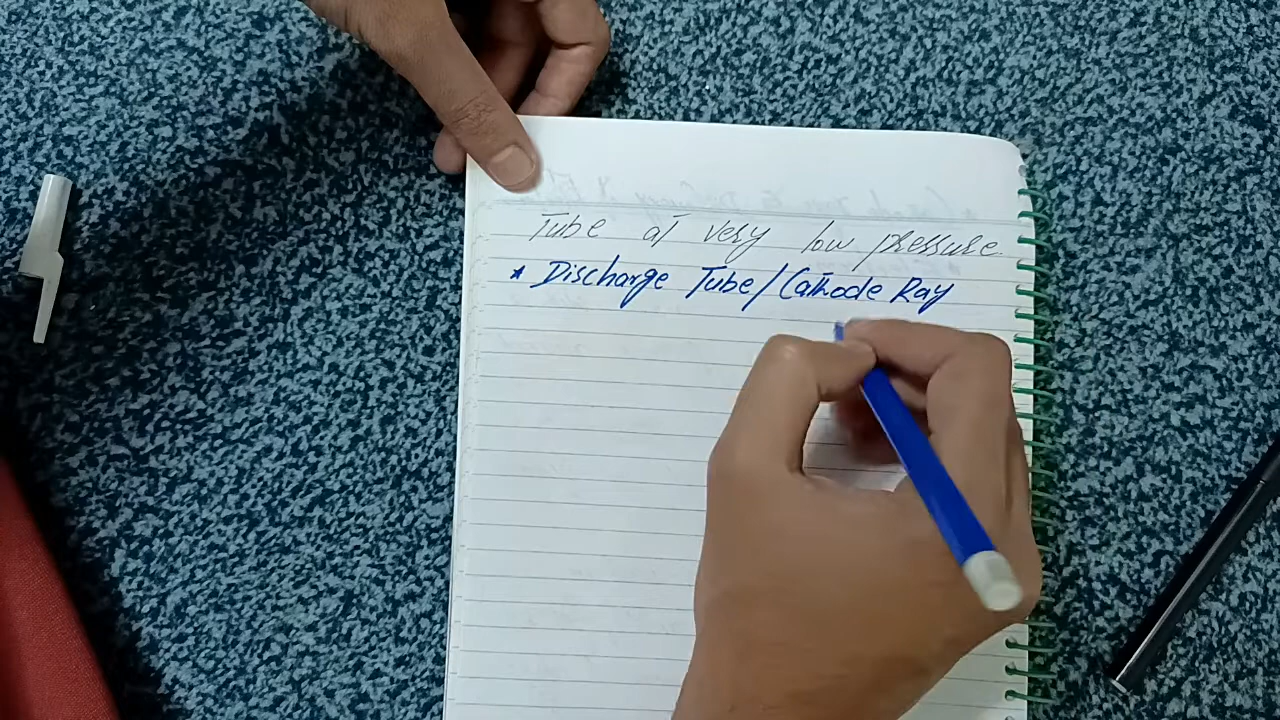 Tube at very low pressure.
* Discharge Tube/Cathode Ray